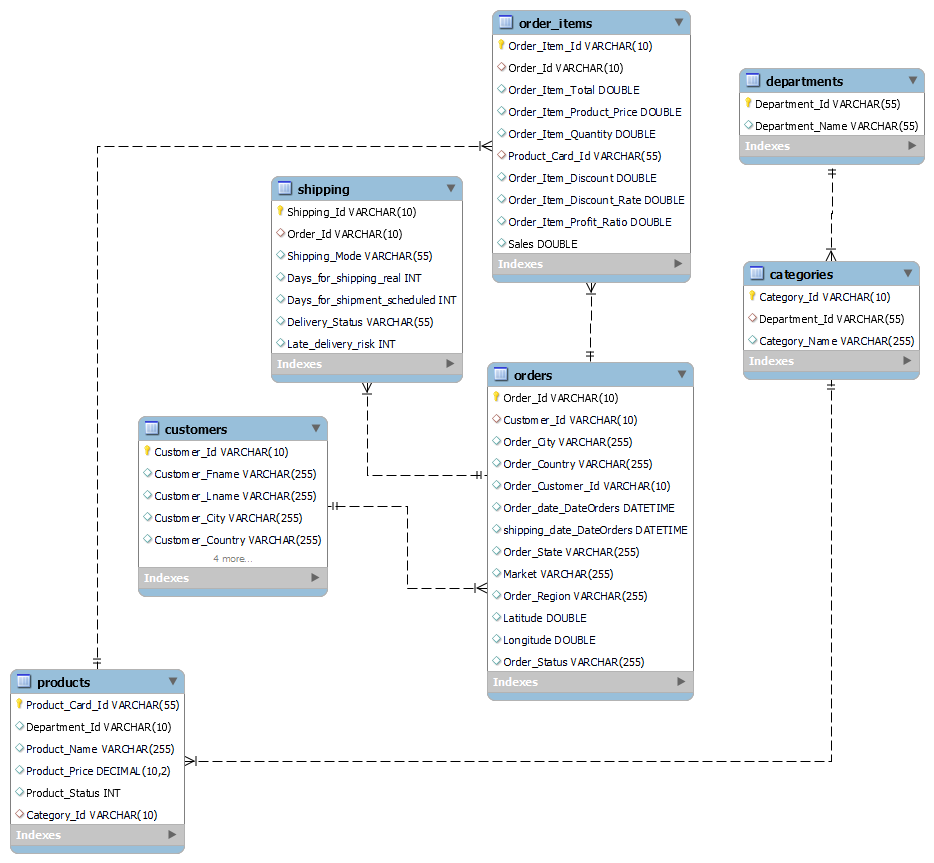 order_items
Order_Item_Id VARCHAR(10)
Order_Id VARCHAR(10)
Order_Item_Total DOUBLE
Order_Item_Product_Price DOUBLE
Order_Item_Quantity DOUBLE
Product_Card_Id VARCHAR(55)
Order_Item_Discount DOUBLE
Order_Item_Discount_Rate DOUBLE
Order_Item_Profit_Ratio DOUBLE
Sales DOUBLE
Indexes
departments
Department_Id VARCHAR(55)
Department_Name VARCHAR(55)
Indexes
shipping
Shipping_Id VARCHAR(10)
Order_Id VARCHAR(10)
Shipping_Mode VARCHAR(55)
Days_for_shipping_real INT
Days_for_shipment_scheduled INT
Delivery_Status VARCHAR(55)
Late_delivery_risk INT
Indexes
categories
Category_Id VARCHAR(10)
Department_Id VARCHAR(55)
Category_Name VARCHAR(255)
Indexes
orders
Order_Id VARCHAR(10)
Customer_Id VARCHAR(10)
Order_City VARCHAR(255)
Order_Country VARCHAR(255)
Order_Customer_Id VARCHAR(10)
Order_date_DateOrders DATETIME
shipping_date_DateOrders DATETIME
Order_State VARCHAR(255)
Market VARCHAR(255)
Order_Region VARCHAR(255)
Latitude DOUBLE
Longitude DOUBLE
Order_Status VARCHAR(255)
Indexes
customers
Customer_Id VARCHAR(10)
Customer_Fname VARCHAR(255)
Customer_Lname VARCHAR(255)
Customer_City VARCHAR(255)
Customer_Country VARCHAR(255)
4 more...
Indexes
products
Product_Card_Id VARCHAR(55)
Department_Id VARCHAR(10)
Product_Name VARCHAR(255)
Product_Price DECIMAL(10,2)
Product_Status INT
Category_Id VARCHAR(10)
Indexes